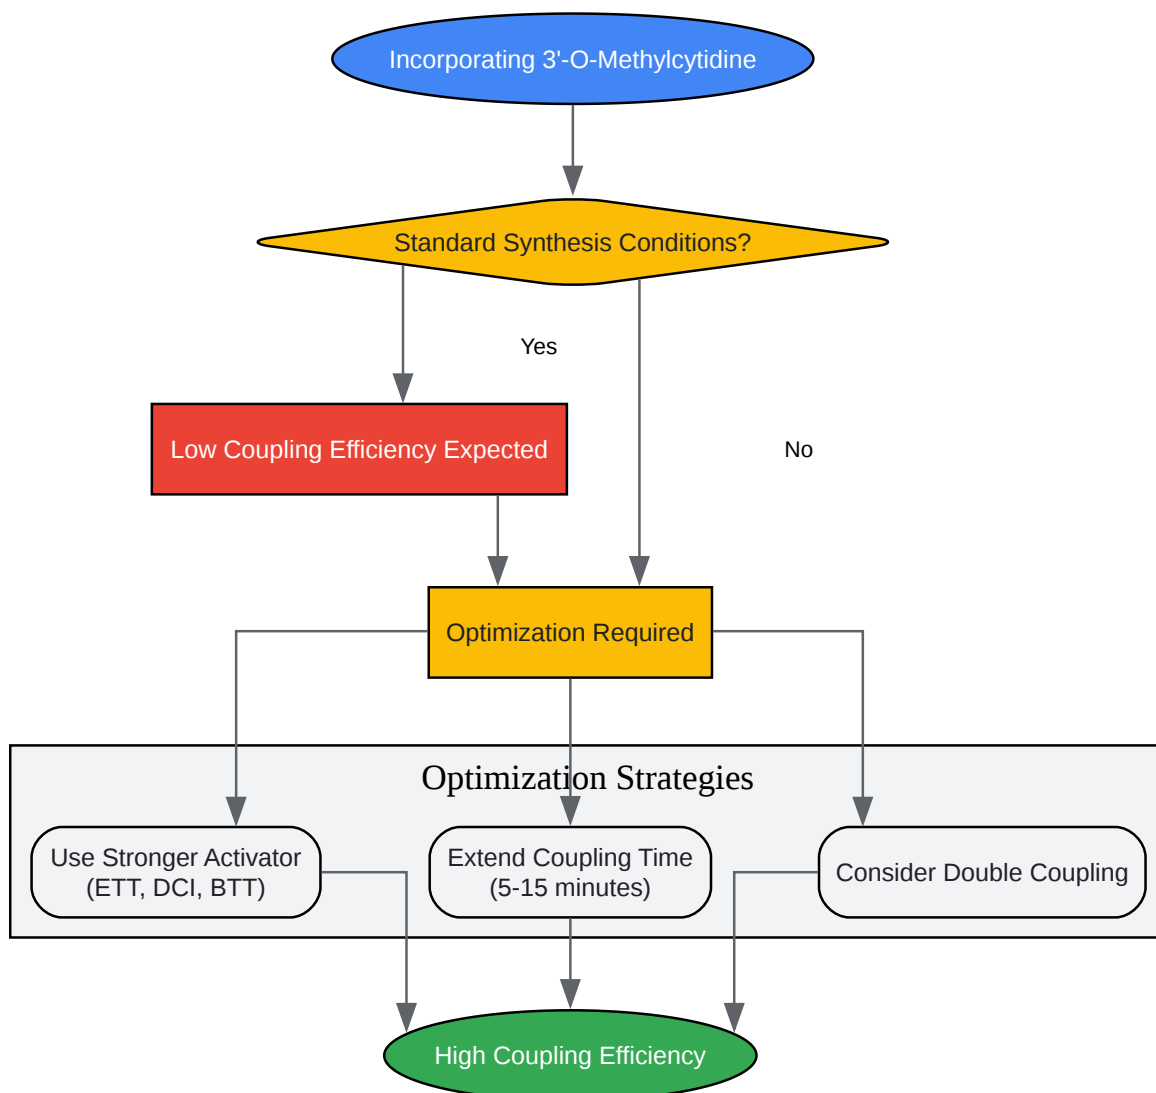 Incorporating 3'-O-Methylcytidine
Standard Synthesis Conditions?
Yes
Low Coupling Efficiency Expected
No
Optimization Required
Optimization Strategies
Use Stronger Activator
(ETT, DCI, BTT)
Extend Coupling Time
(5-15 minutes)
Consider Double Coupling
High Coupling Efficiency